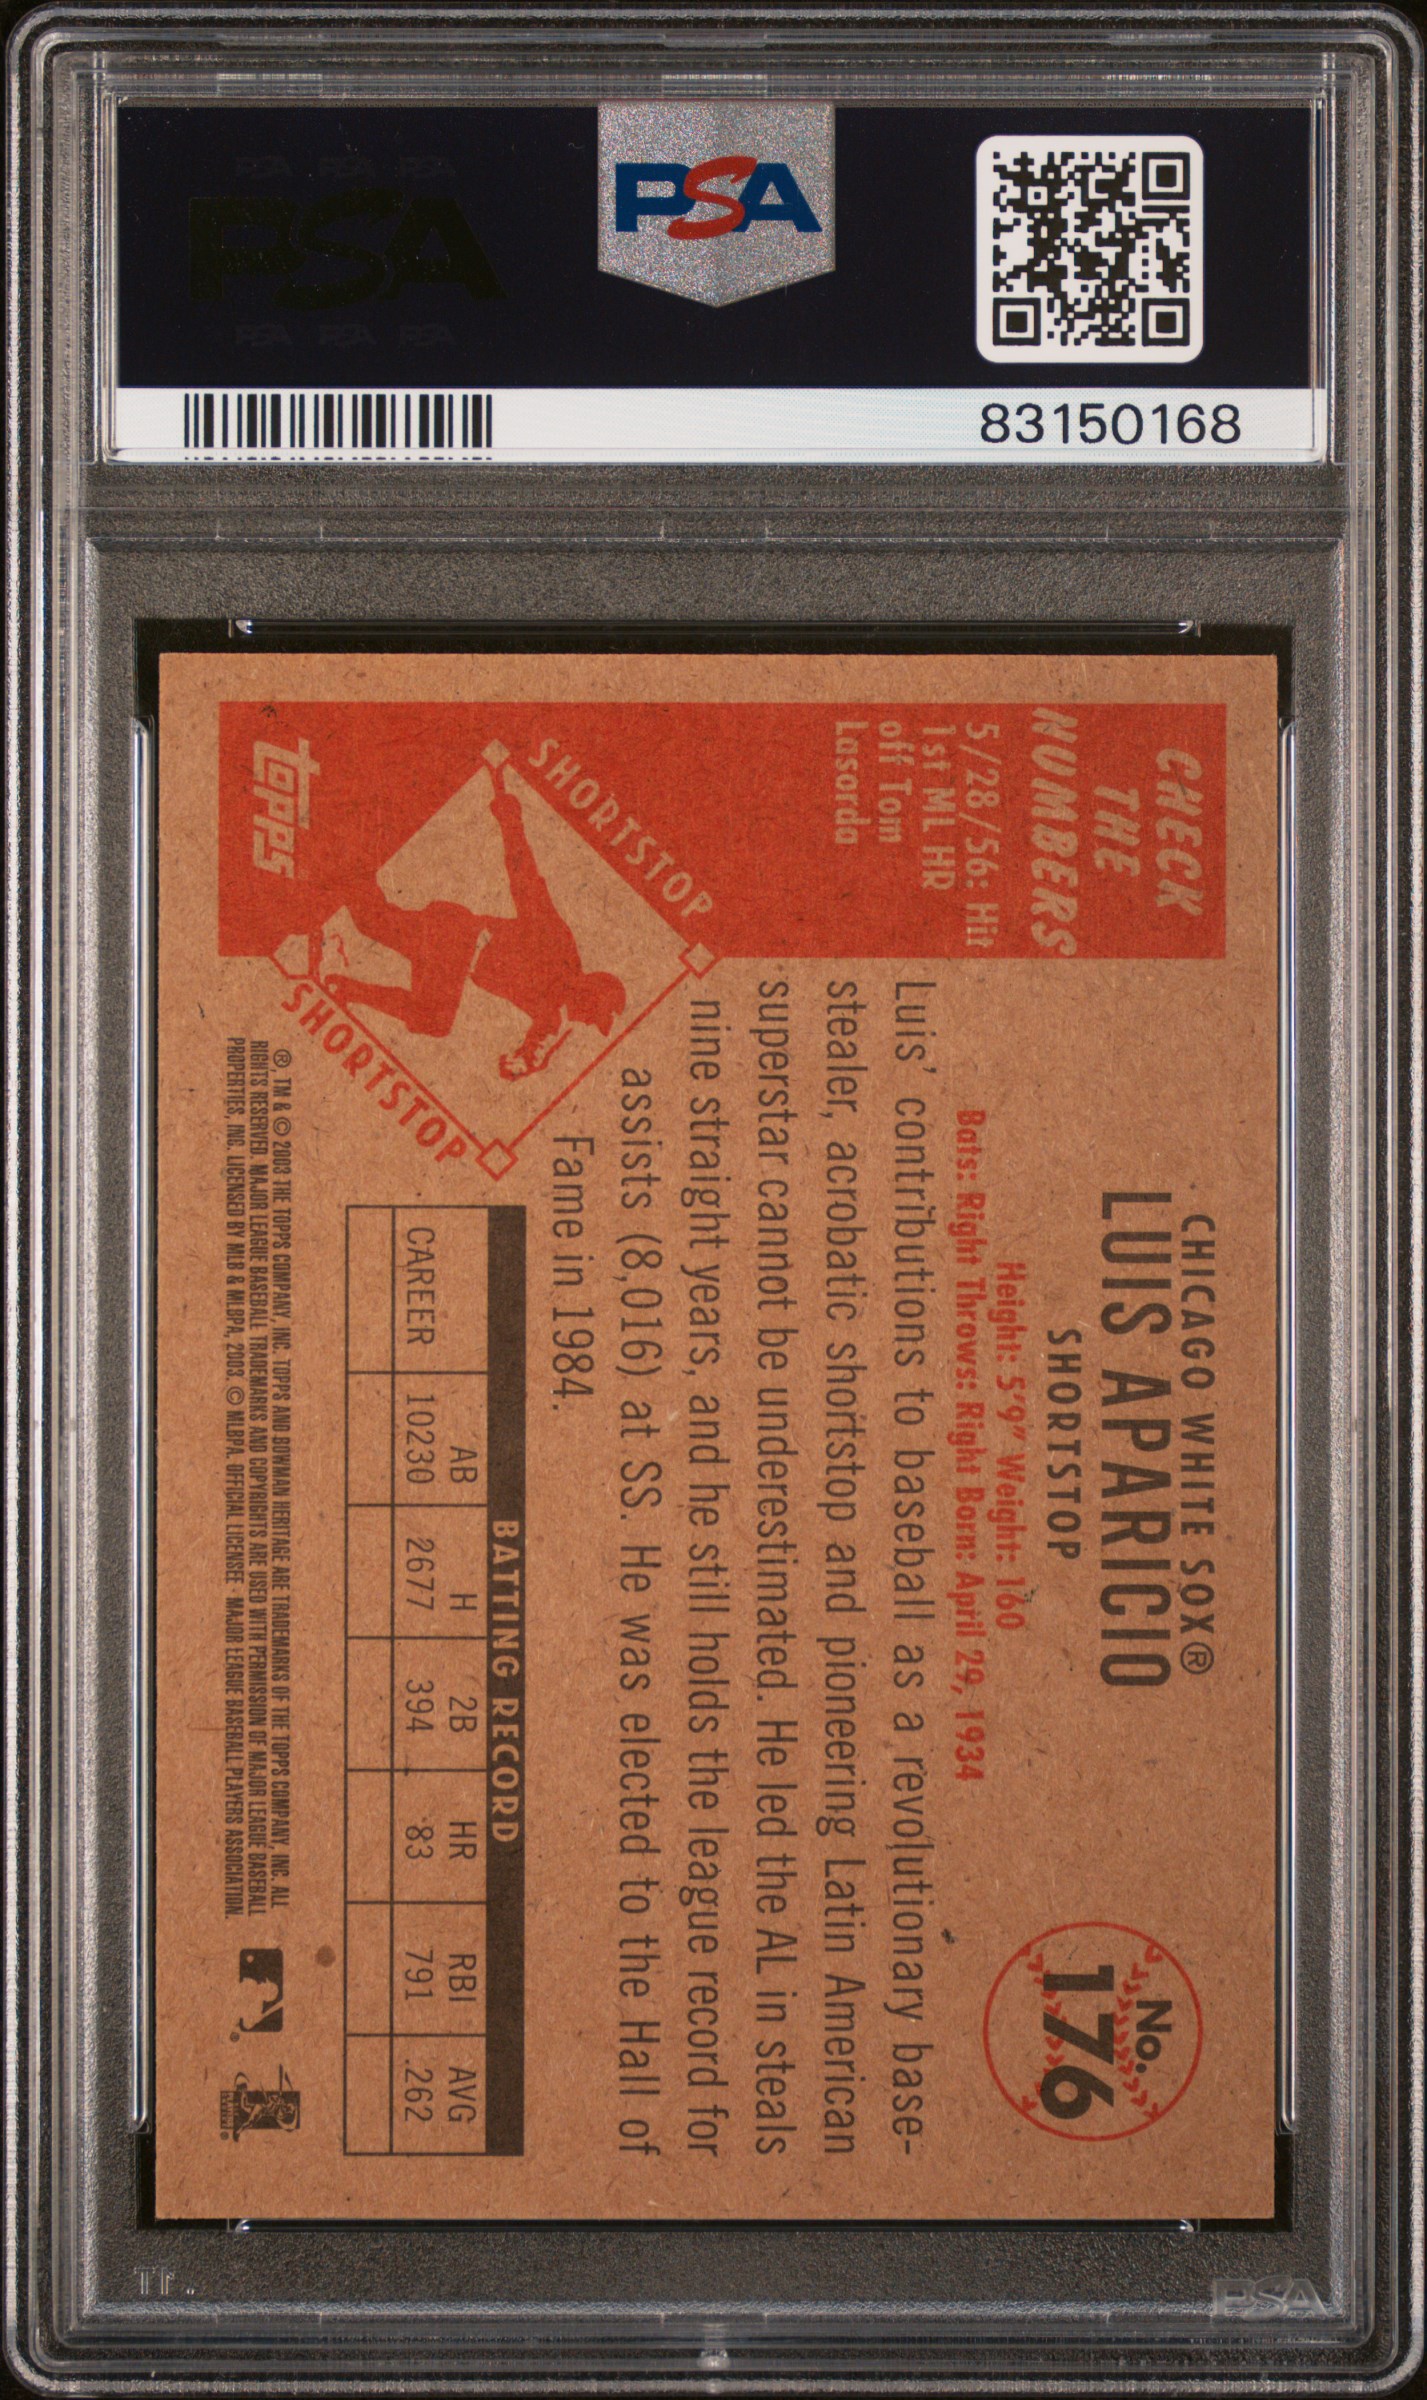 PSA
PSA PSA PSA
PSA
PSA PSA PSA
83150168
CHECK
THE
NUMBERS
5/28/56: Hit
1st ML HR
off Tom
Lasorda
SHORTSTOP
SHORTSTOP
topps
CHICAGO WHITE SOX®
LUIS APARICIO
SHORTSTOP
Height: 5'9" Weight: 160
Bats: Right Throws: Right Born: April 29, 1934
No.
176
Luis' contributions to baseball as a revolutionary base-
stealer, acrobatic shortstop and pioneering Latin American
superstar cannot be underestimated. He led the AL in steals
nine straight years, and he still holds the league record for
assists (8,016) at SS. He was elected to the Hall of
Fame in 1984.
BATTING RECORD
AB H 2B HR RBI AVG
CAREER 10230 2677 394 83 791 .262
®, TM & © 2003 THE TOPPS COMPANY, INC. TOPPS AND BOWMAN HERITAGE ARE TRADEMARKS OF THE TOPPS COMPANY, INC. ALL
RIGHTS RESERVED. MAJOR LEAGUE BASEBALL TRADEMARKS AND COPYRIGHTS ARE USED WITH PERMISSION OF MAJOR LEAGUE BASEBALL
PROPERTIES, INC. LICENSED BY MLB & MLBPA, 2003. © MLBPA. OFFICIAL LICENSEE - MAJOR LEAGUE BASEBALL PLAYERS ASSOCIATION.
PSA